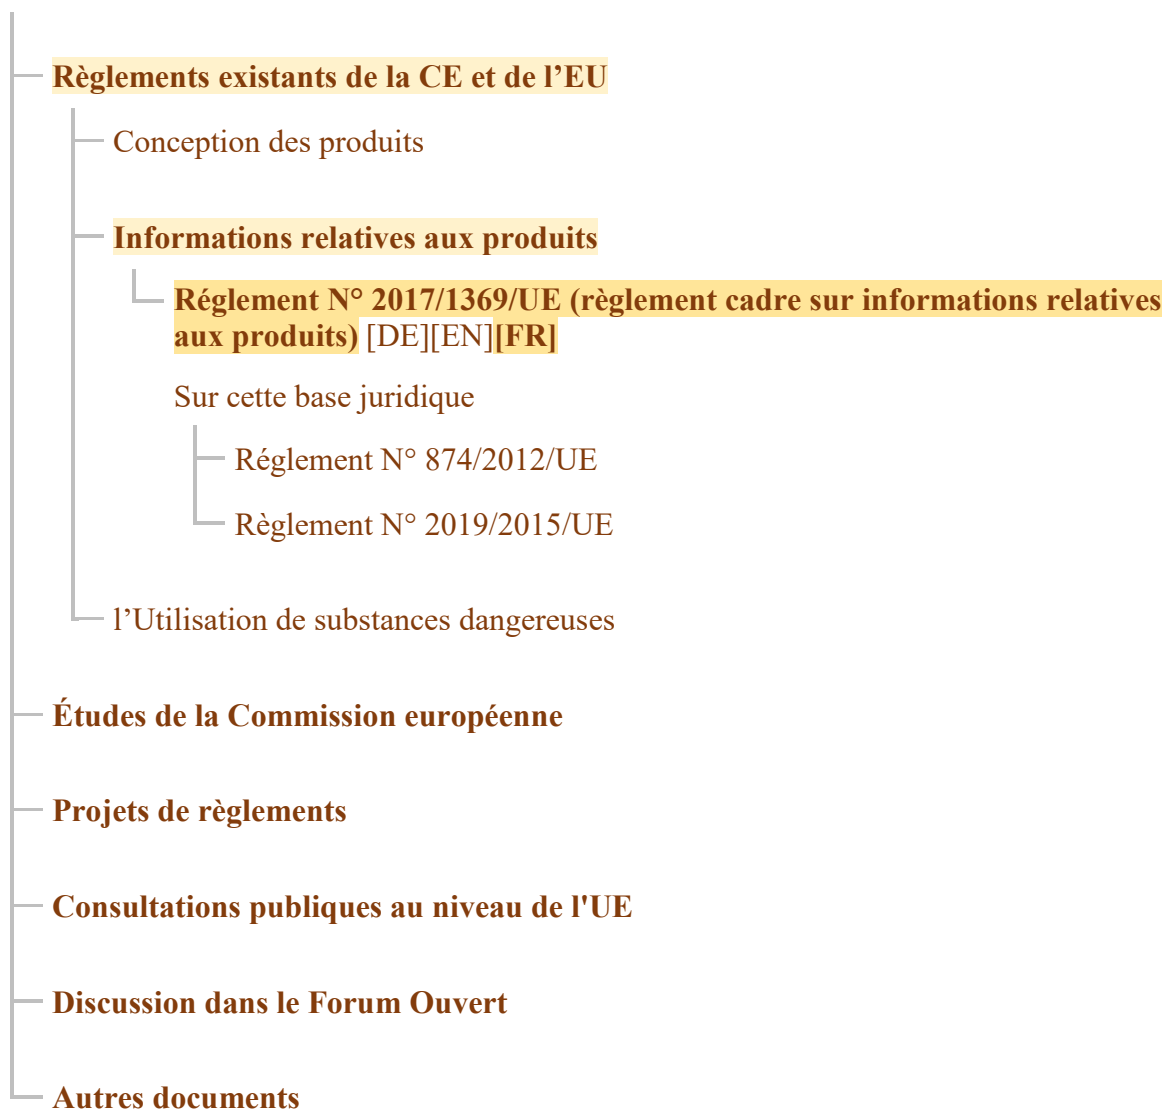 Règlements existants de la CE et de l’EU
Conception des produits
Informations relatives aux produits
Réglement N° 2017/1369/UE (règlement cadre sur informations relatives
aux produits) [DE][EN][FR]
Sur cette base juridique
Réglement N° 874/2012/UE
Règlement N° 2019/2015/UE
l’Utilisation de substances dangereuses
Études de la Commission européenne
Projets de règlements
Consultations publiques au niveau de l'UE
Discussion dans le Forum Ouvert
Autres documents